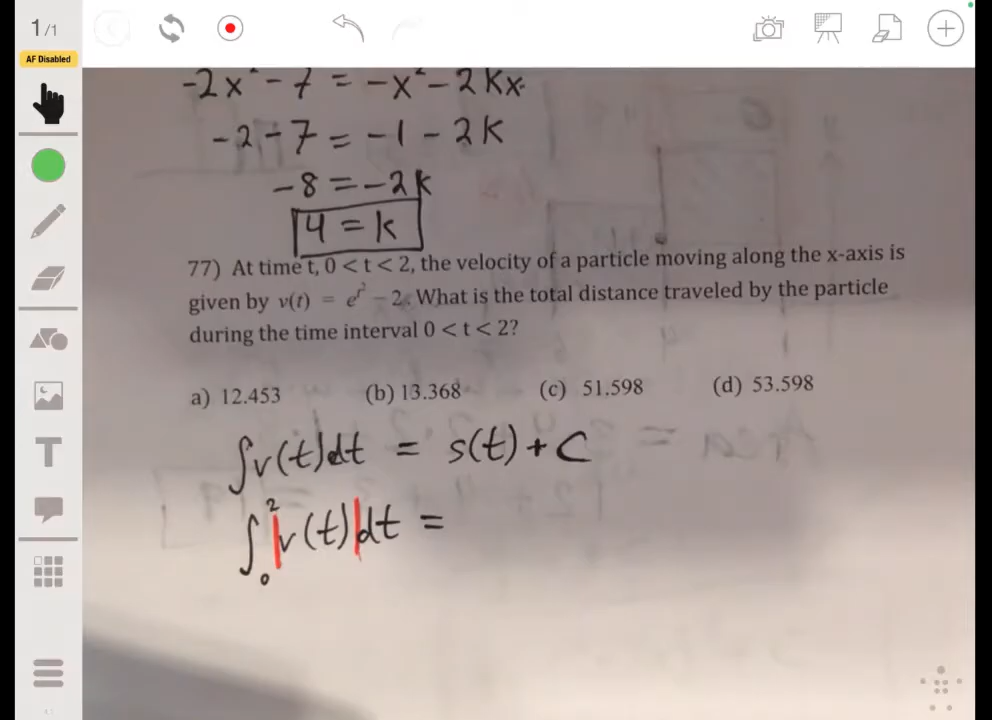 1/1
AF Disabled
-2x² - 7 = -x² - 2Kx
-2 - 7 = -1 - 2K
-8 = -2k
4 = k
77) At time t, 0 < t < 2, the velocity of a particle moving along the x-axis is
given by v(t) = e^{t²} - 2. What is the total distance traveled by the particle
during the time interval 0 < t < 2?
a) 12.453 (b) 13.368 (c) 51.598 (d) 53.598
∫v(t)dt = s(t) + C
∫₀² |v(t)|dt =
T